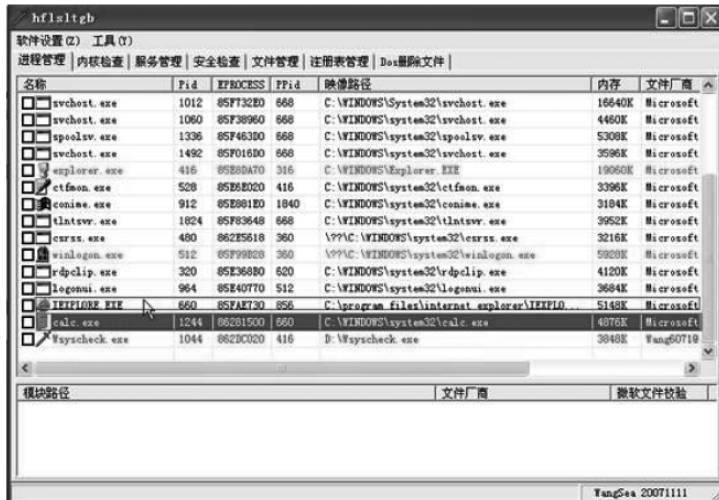 hflsltgb
软件设置(Z) 工具(Y)
进程管理 内核检查 服务管理 安全检查 文件管理 注册表管理 Dos删除文件
名称 Pid EPROCESS PPid 映像路径 内存 文件厂商
svchost.exe 1012 85F732E0 668 C:\WINDOWS\System32\svchost.exe 16640K Microsoft
svchost.exe 1060 85F38960 668 C:\WINDOWS\system32\svchost.exe 4460K Microsoft
spoolsv.exe 1336 85F463D0 668 C:\WINDOWS\system32\spoolsv.exe 5308K Microsoft
svchost.exe 1492 85F016D0 668 C:\WINDOWS\system32\svchost.exe 3596K Microsoft
explorer.exe 416 85E8DA70 316 C:\WINDOWS\Explorer.EXE 19060K Microsoft
ctfmon.exe 528 85E6E020 416 C:\WINDOWS\system32\ctfmon.exe 3396K Microsoft
conime.exe 912 85E881E0 1840 C:\WINDOWS\system32\conime.exe 3184K Microsoft
tlntsvr.exe 1824 85F83648 668 C:\WINDOWS\system32\tlntsvr.exe 3952K Microsoft
csrss.exe 480 862E5618 360 \??\C:\WINDOWS\system32\csrss.exe 3216K Microsoft
winlogon.exe 512 85F99B28 360 \??\C:\WINDOWS\system32\winlogon.exe 5928K Microsoft
rdpclip.exe 320 85E368B0 620 C:\WINDOWS\system32\rdpclip.exe 4120K Microsoft
logonui.exe 964 85E40770 512 C:\WINDOWS\system32\logonui.exe 3684K Microsoft
IEXPLORE.EXE 660 85FAE730 856 C:\program files\internet explorer\IEXPLO... 5148K Microsoft
calc.exe 1244 86281500 660 C:\WINDOWS\system32\calc.exe 4876K Microsoft
Wsyscheck.exe 1044 862DC020 416 D:\Wsyscheck.exe 3848K Wang60719
模块路径 文件厂商 微软文件校验
WangSea 20071111